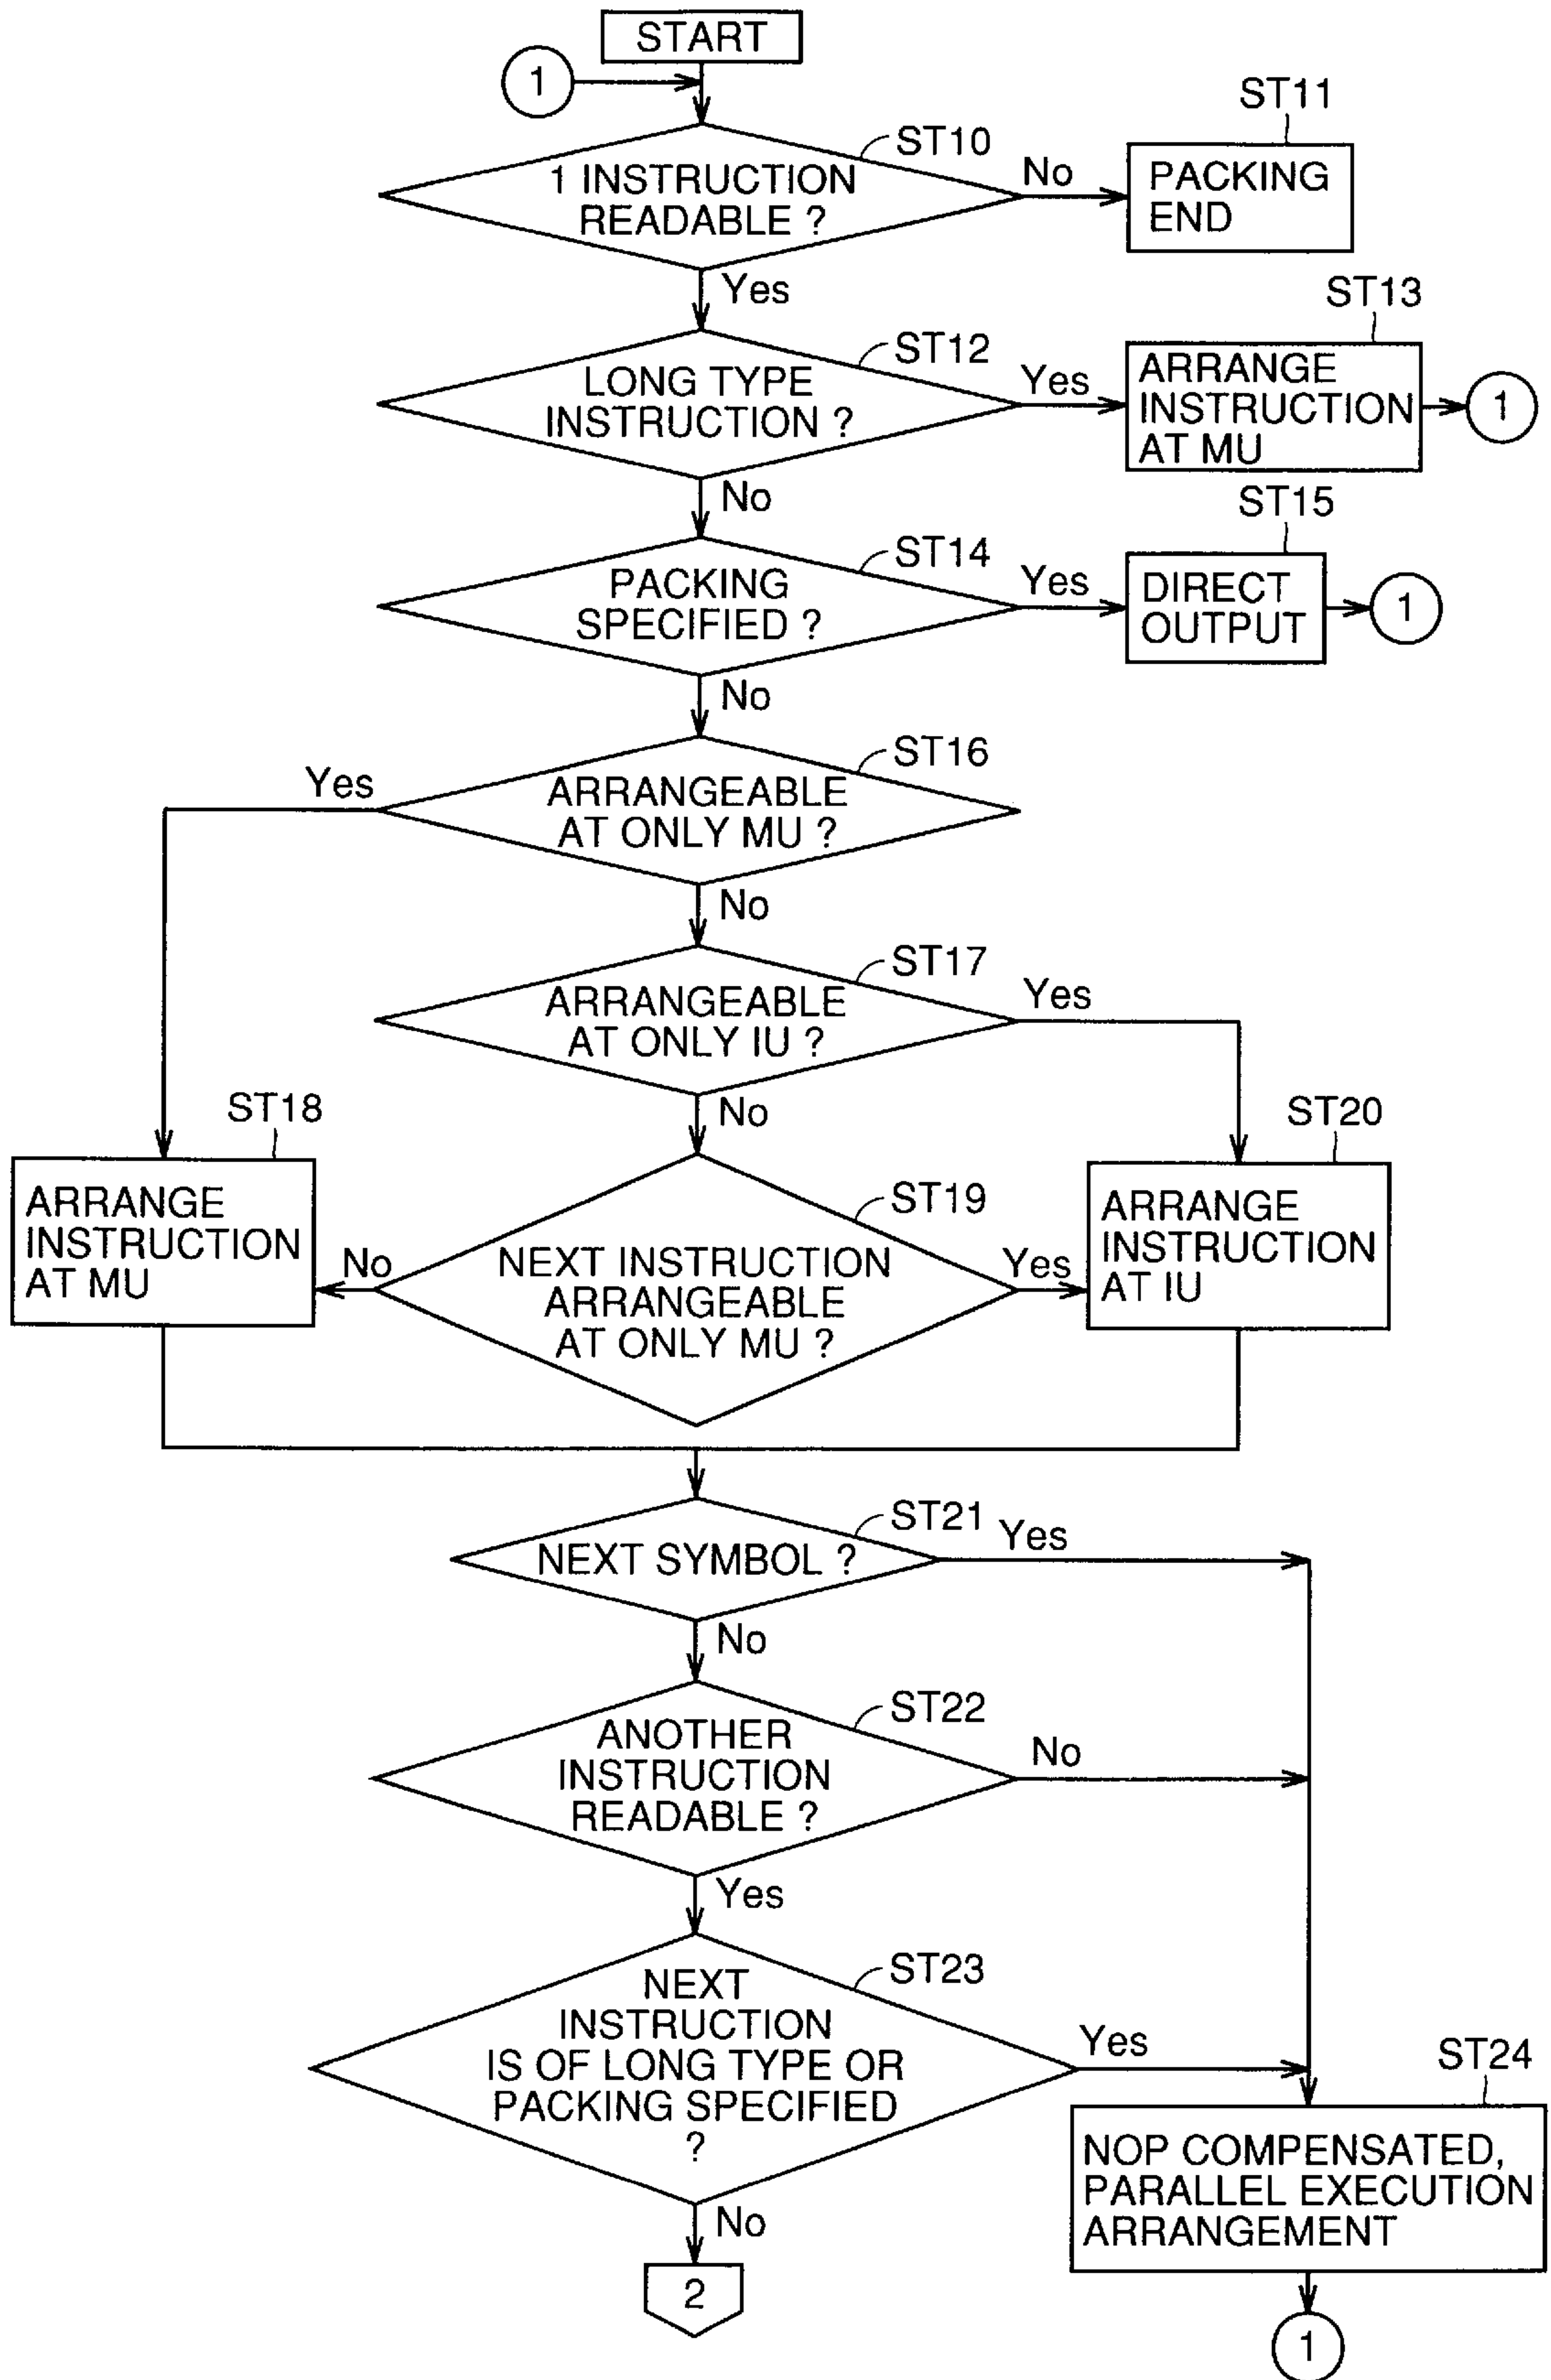 START
1
ST11
ST10
1 INSTRUCTION
READABLE ?
No
PACKING
END
Yes
ST13
ST12
LONG TYPE
INSTRUCTION ?
Yes
ARRANGE
INSTRUCTION
AT MU
1
No
ST15
ST14
PACKING
SPECIFIED ?
Yes
DIRECT
OUTPUT
1
No
ST16
Yes
ARRANGEABLE
AT ONLY MU ?
No
ST17
ARRANGEABLE
AT ONLY IU ?
Yes
No
ST18
ST20
ARRANGE
INSTRUCTION
AT MU
No
ST19
NEXT INSTRUCTION
ARRANGEABLE
AT ONLY MU ?
Yes
ARRANGE
INSTRUCTION
AT IU
ST21
NEXT SYMBOL ?
Yes
No
ST22
ANOTHER
INSTRUCTION
READABLE ?
No
Yes
ST23
NEXT
INSTRUCTION
IS OF LONG TYPE OR
PACKING SPECIFIED
?
Yes
ST24
NOP COMPENSATED,
PARALLEL EXECUTION
ARRANGEMENT
No
2
1